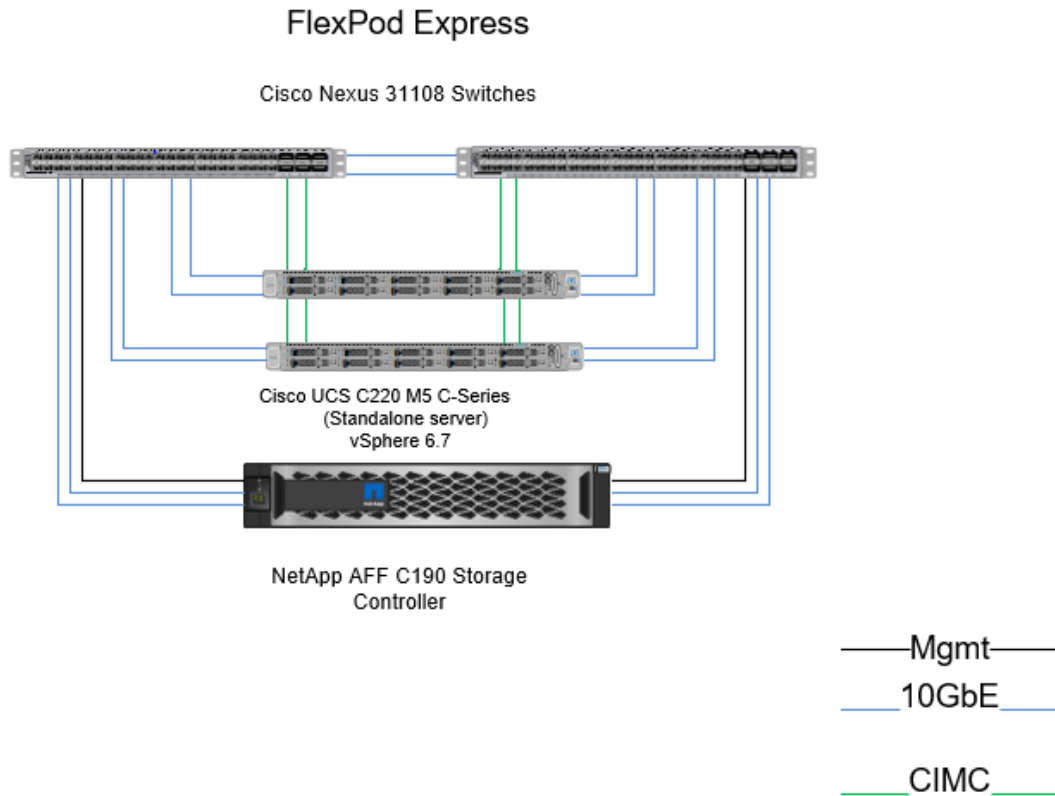 FlexPod Express
Cisco Nexus 31108 Switches
Cisco UCS C220 M5 C-Series
(Standalone server)
vSphere 6.7
NetApp AFF C190 Storage
Controller
Mgmt
10GbE
CIMC